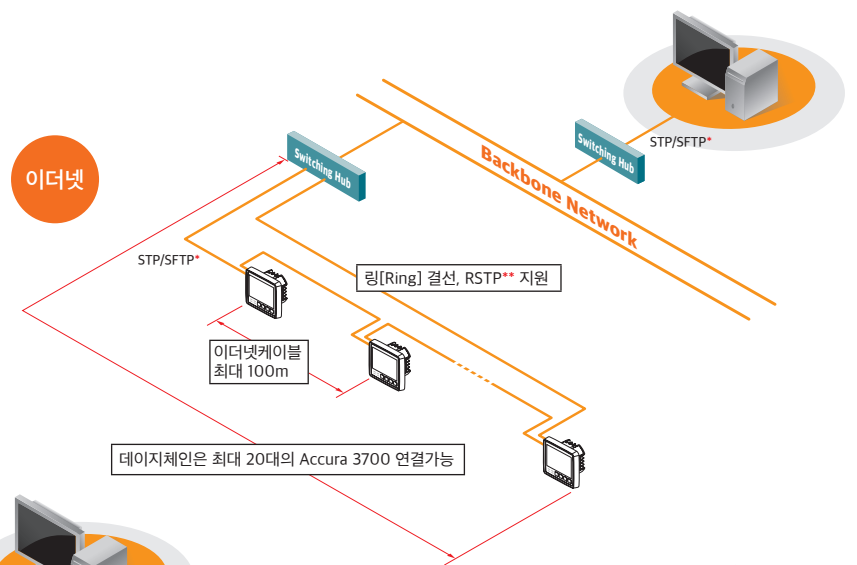 이더넷
Switching Hub
Switching Hub
STP/SFTP*
Backbone Network
STP/SFTP*
링[Ring] 결선, RSTP** 지원
이더넷케이블
최대 100m
데이지체인은 최대 20대의 Accura 3700 연결가능